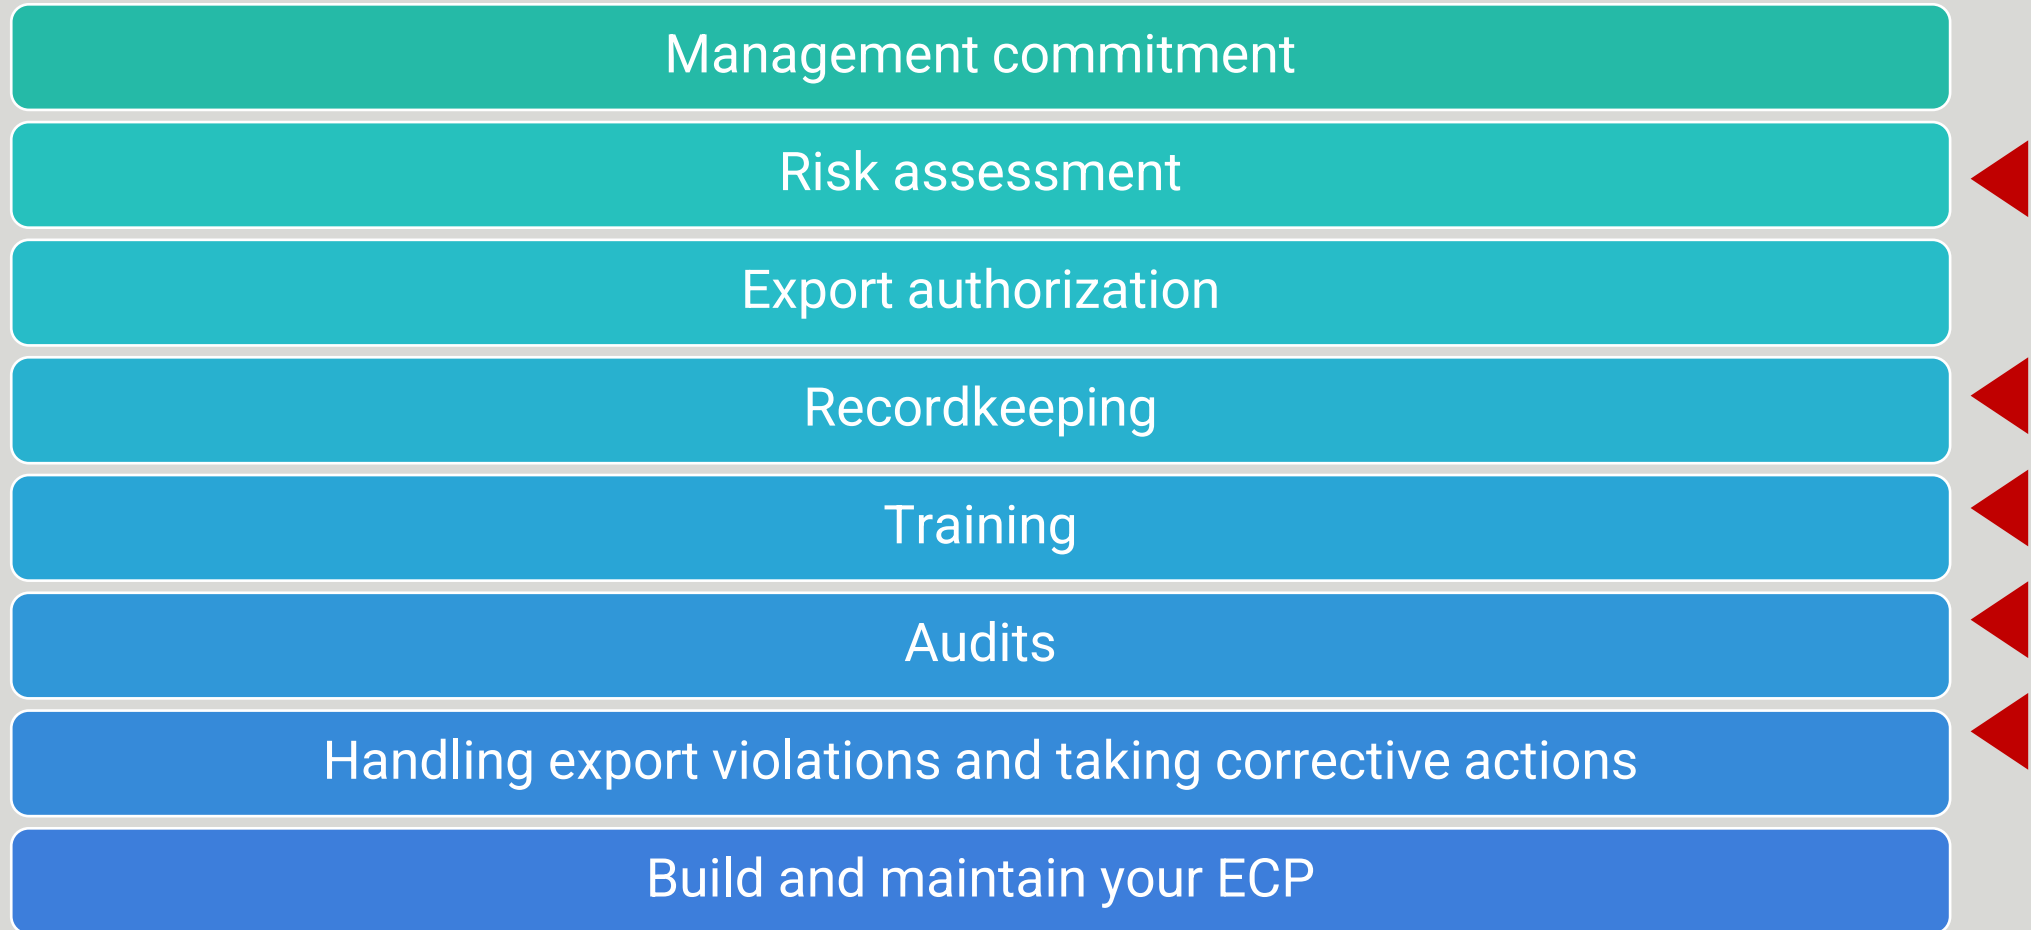 Management commitment
Risk assessment
Export authorization
Recordkeeping
Training
Audits
Handling export violations and taking corrective actions
Build and maintain your ECP